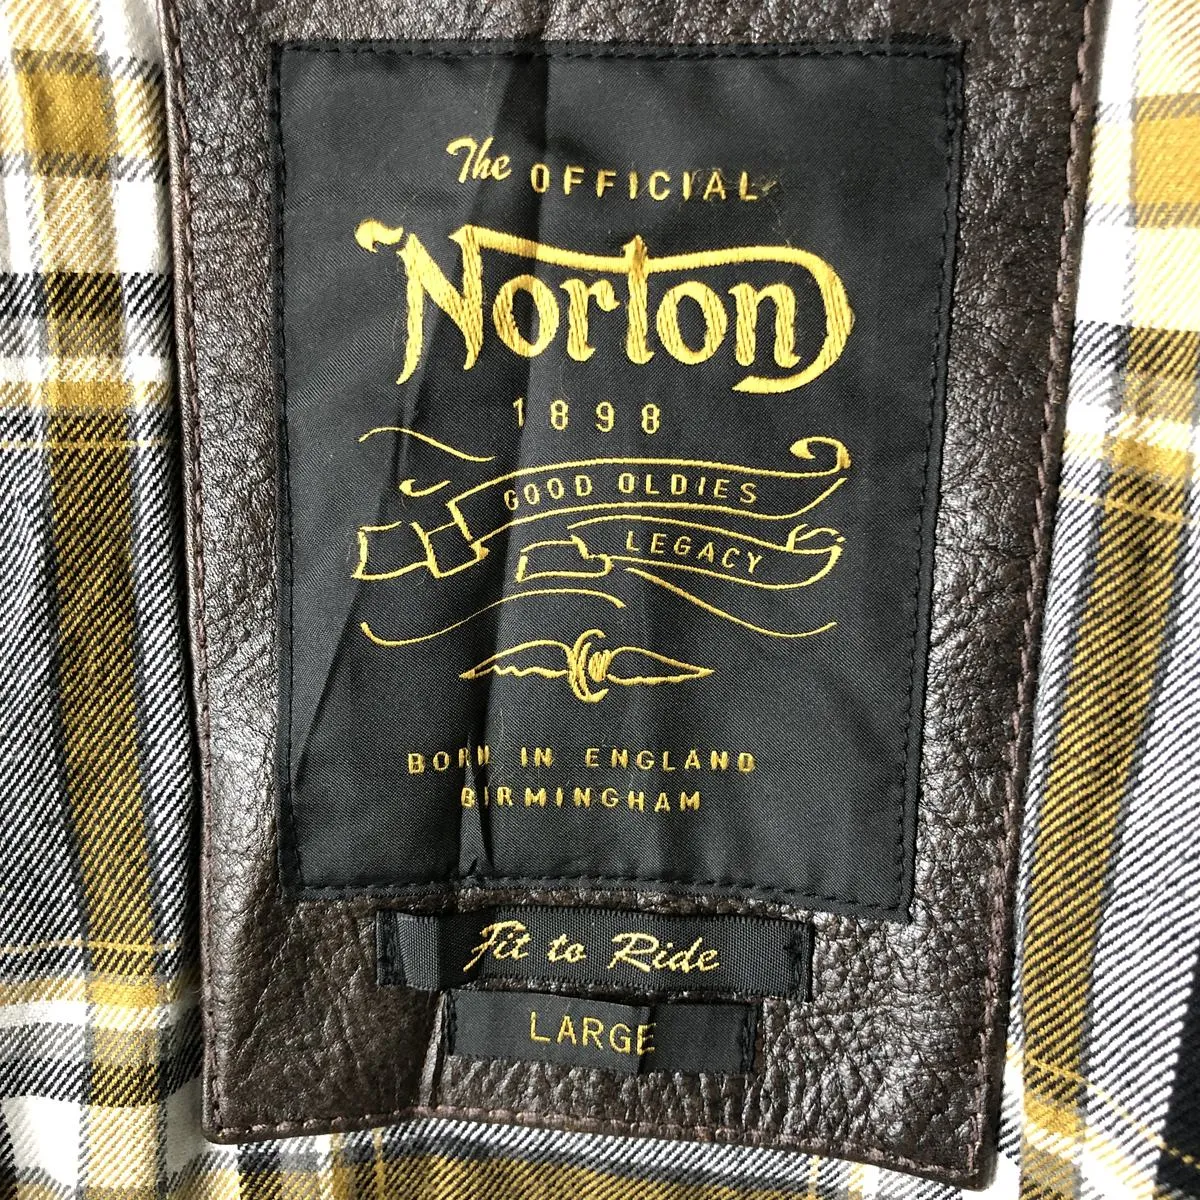 The OFFICIAL
Norton
1898
GOOD OLDIES
LEGACY
BORN IN ENGLAND
BIRMINGHAM
Fit to Ride
LARGE